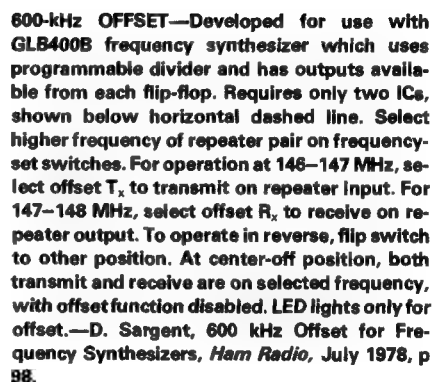 600-kHz OFFSET—Developed for use with
GLB400B frequency synthesizer which uses
programmable divider and has outputs availa-
ble from each flip-flop. Requires only two ICs,
shown below horizontal dashed line. Select
higher frequency of repeater pair on frequency-
set switches. For operation at 146–147 MHz, se-
lect offset Tx to transmit on repeater input. For
147–148 MHz, select offset Rx to receive on re-
peater output. To operate in reverse, flip switch
to other position. At center-off position, both
transmit and receive are on selected frequency,
with offset function disabled. LED lights only for
offset.—D. Sargent, 600 kHz Offset for Fre-
quency Synthesizers, Ham Radio, July 1978, p
98.